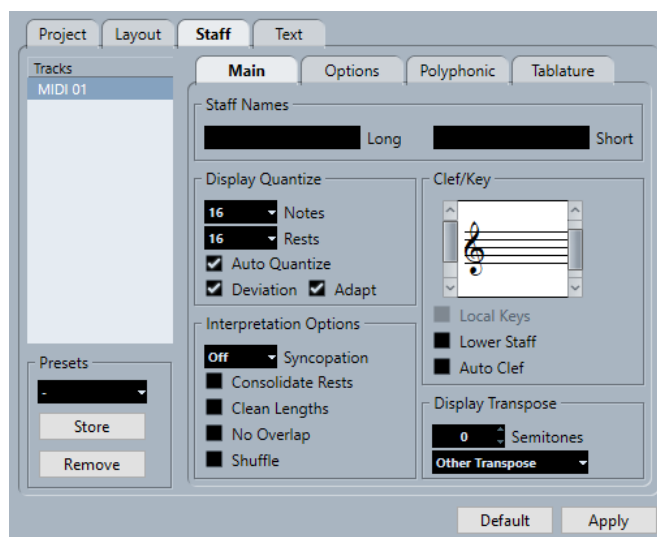 Project Layout Staff Text
Tracks
MIDI 01
Main Options Polyphonic Tablature
Staff Names
Long Short
Display Quantize
16 Notes
16 Rests
Auto Quantize
Deviation Adapt
Clef/Key
Local Keys
Lower Staff
Auto Clef
Interpretation Options
Off Syncopation
Consolidate Rests
Clean Lengths
No Overlap
Shuffle
Display Transpose
0 Semitones
Other Transpose
Presets
-
Store
Remove
Default Apply